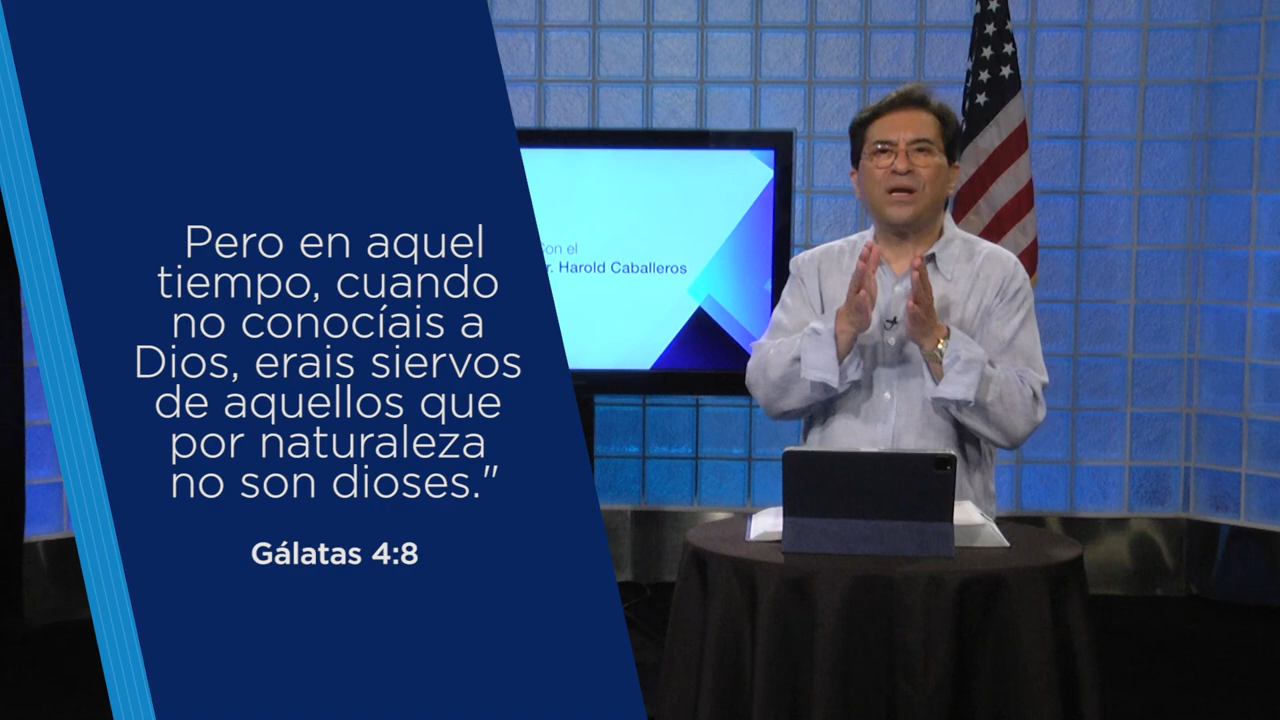 Pero en aquel
tiempo, cuando
no conocíais a
Dios, erais siervos
de aquellos que
por naturaleza
no son dioses."
Gálatas 4:8
Con el
r. Harold Caballeros